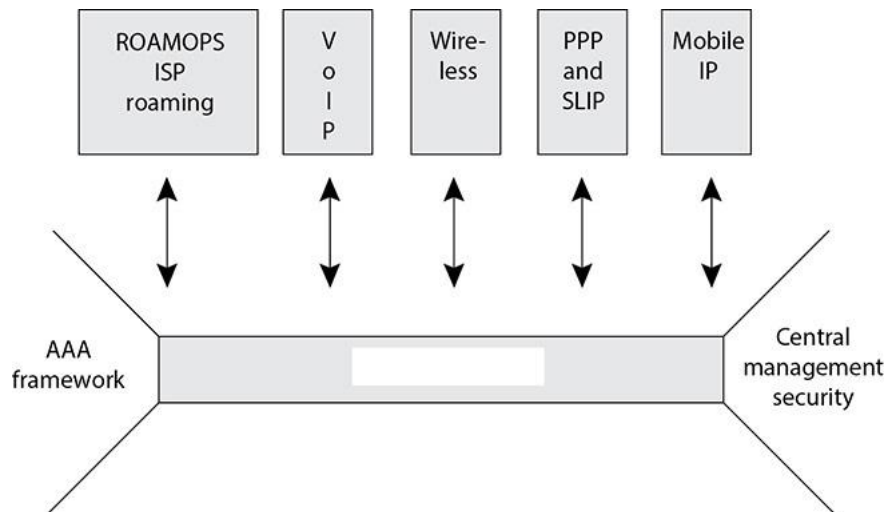 ROAMOPS
ISP
roaming
V
o
I
P
Wire-
less
PPP
and
SLIP
Mobile
IP
AAA
framework
Central
management
security